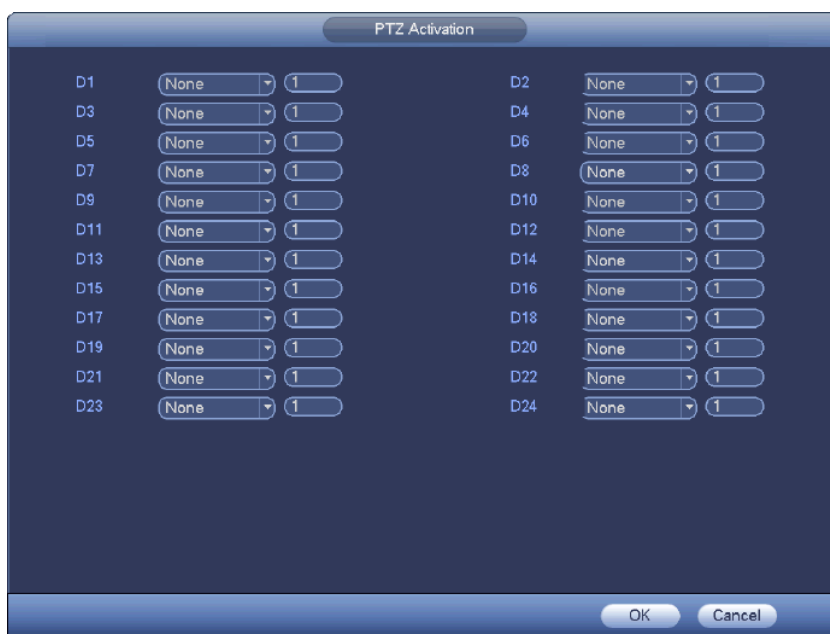 PTZ Activation
D1 None 1 D2 None 1
D3 None 1 D4 None 1
D5 None 1 D6 None 1
D7 None 1 D8 None 1
D9 None 1 D10 None 1
D11 None 1 D12 None 1
D13 None 1 D14 None 1
D15 None 1 D16 None 1
D17 None 1 D18 None 1
D19 None 1 D20 None 1
D21 None 1 D22 None 1
D23 None 1 D24 None 1
OK Cancel